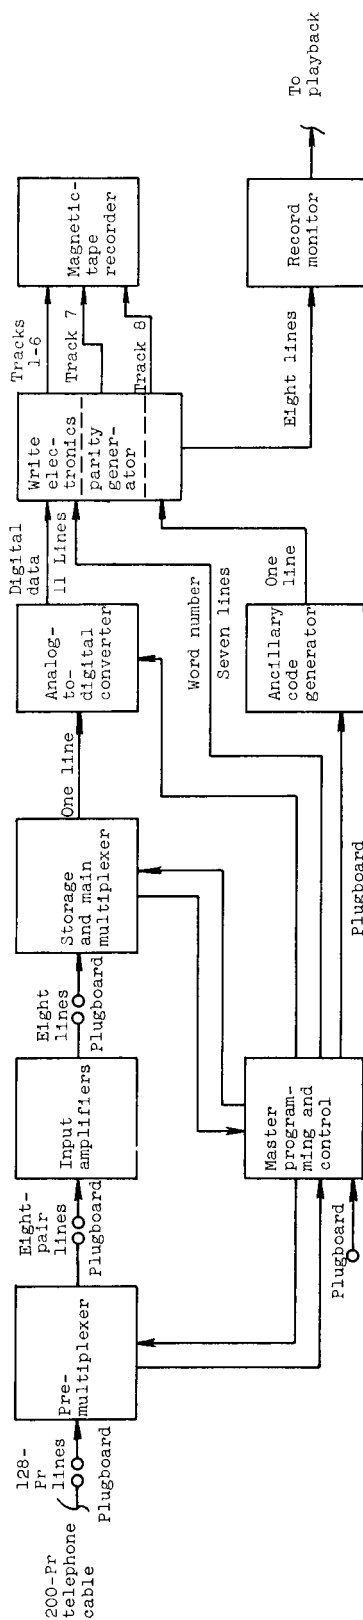 200-Pr
telephone
cable
128-
Pr
lines
Plugboard
Pre-
multiplexer
Eight-
pair
lines
Plugboard
Input
amplifiers
Eight
lines
Plugboard
Storage
and main
multiplexer
One line
Analog-
to-
digital
converter
Digital
data
11 Lines
Write
elec-
tronics
parity
gener-
ator
Tracks
1-6
Track 7
Track 8
Magnetic-
tape
recorder
Plugboard
Master
program-
ming and
control
Word number
Seven lines
Plugboard
Ancillary
code
generator
One
line
Eight lines
Record
monitor
To
playback